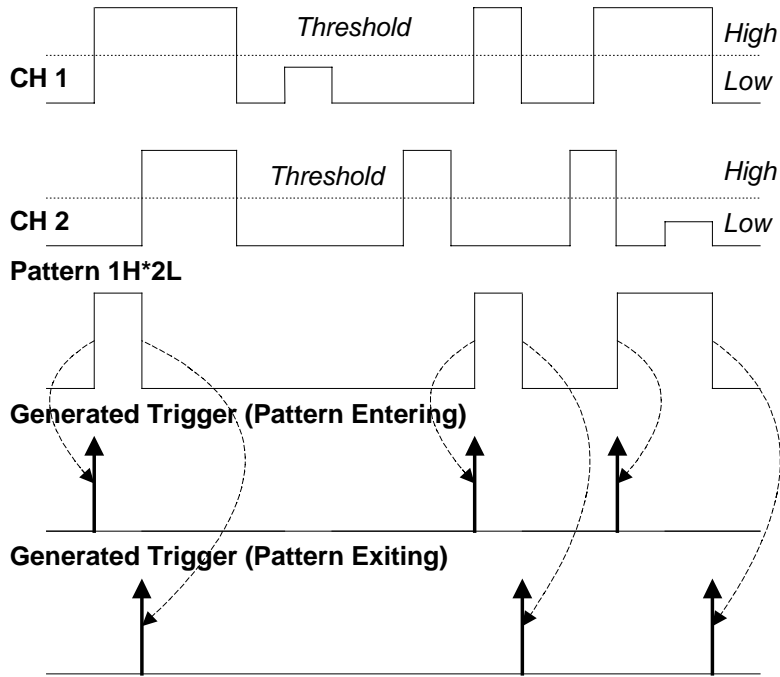 Threshold
High
CH 1
Low
Threshold
High
CH 2
Low
Pattern 1H*2L
Generated Trigger (Pattern Entering)
Generated Trigger (Pattern Exiting)